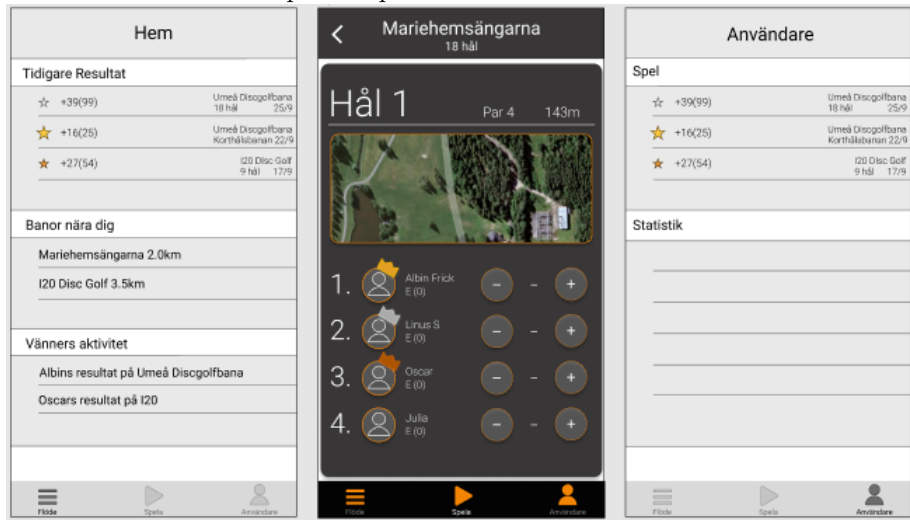 Hem
Tidigare Resultat
+39(99)
Umeå Discgolfbana
18 hål 25/9
+16(25)
Umeå Discgolfbana
Korthålsbanan 22/9
+27(54)
I20 Disc Golf
9 hål 17/9
Banor nära dig
Mariehemsängarna 2.0km
I20 Disc Golf 3.5km
Vänners aktivitet
Albins resultat på Umeå Discgolfbana
Oscars resultat på I20
Flöde
Spela
Användare
Mariehemsängarna
18 hål
Hål 1 Par 4 143m
1. Albin Frick
E (0)
- - +
2. Linus S
E (0)
- - +
3. Oscar
E (0)
- - +
4. Julia
E (0)
- - +
Flöde
Spela
Användare
Användare
Spel
+39(99)
Umeå Discgolfbana
18 hål 25/9
+16(25)
Umeå Discgolfbana
Korthålsbanan 22/9
+27(54)
I20 Disc Golf
9 hål 17/9
Statistik
Flöde
Spela
Användare